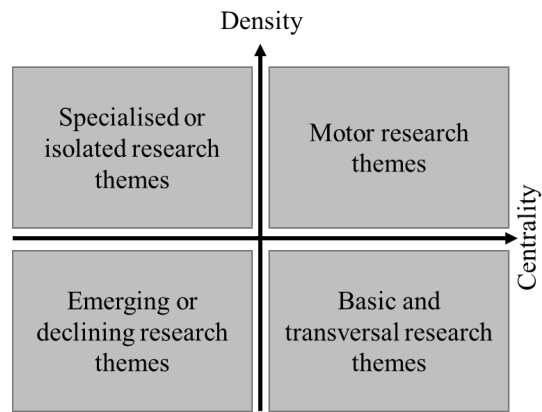 Density
Specialised or
isolated research
themes
Motor research
themes
Centrality
Emerging or
declining research
themes
Basic and
transversal research
themes